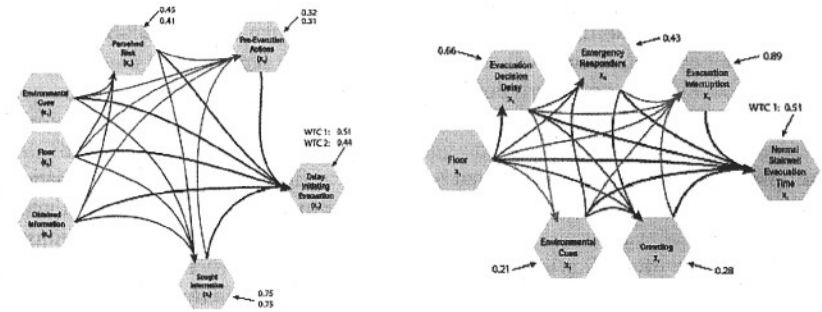 0.45
0.41
Perceived
Risk
0.32
0.31
Pre-Evacuation
Actions
Environmental
Cues
Floor
Obtained
Information
WTC 1: 0.51
WTC 2: 0.44
Delay
Initiating
Evacuation
Sought
Information
0.75
0.75
0.66
Evacuation
Decision
Delay
Emergency
Responders
0.43
Evacuation
Interruption
0.89
Floor
WTC 1: 0.51
Normal
Stairwell
Evacuation
Time
Environmental
Cues
0.21
Crowding
0.28